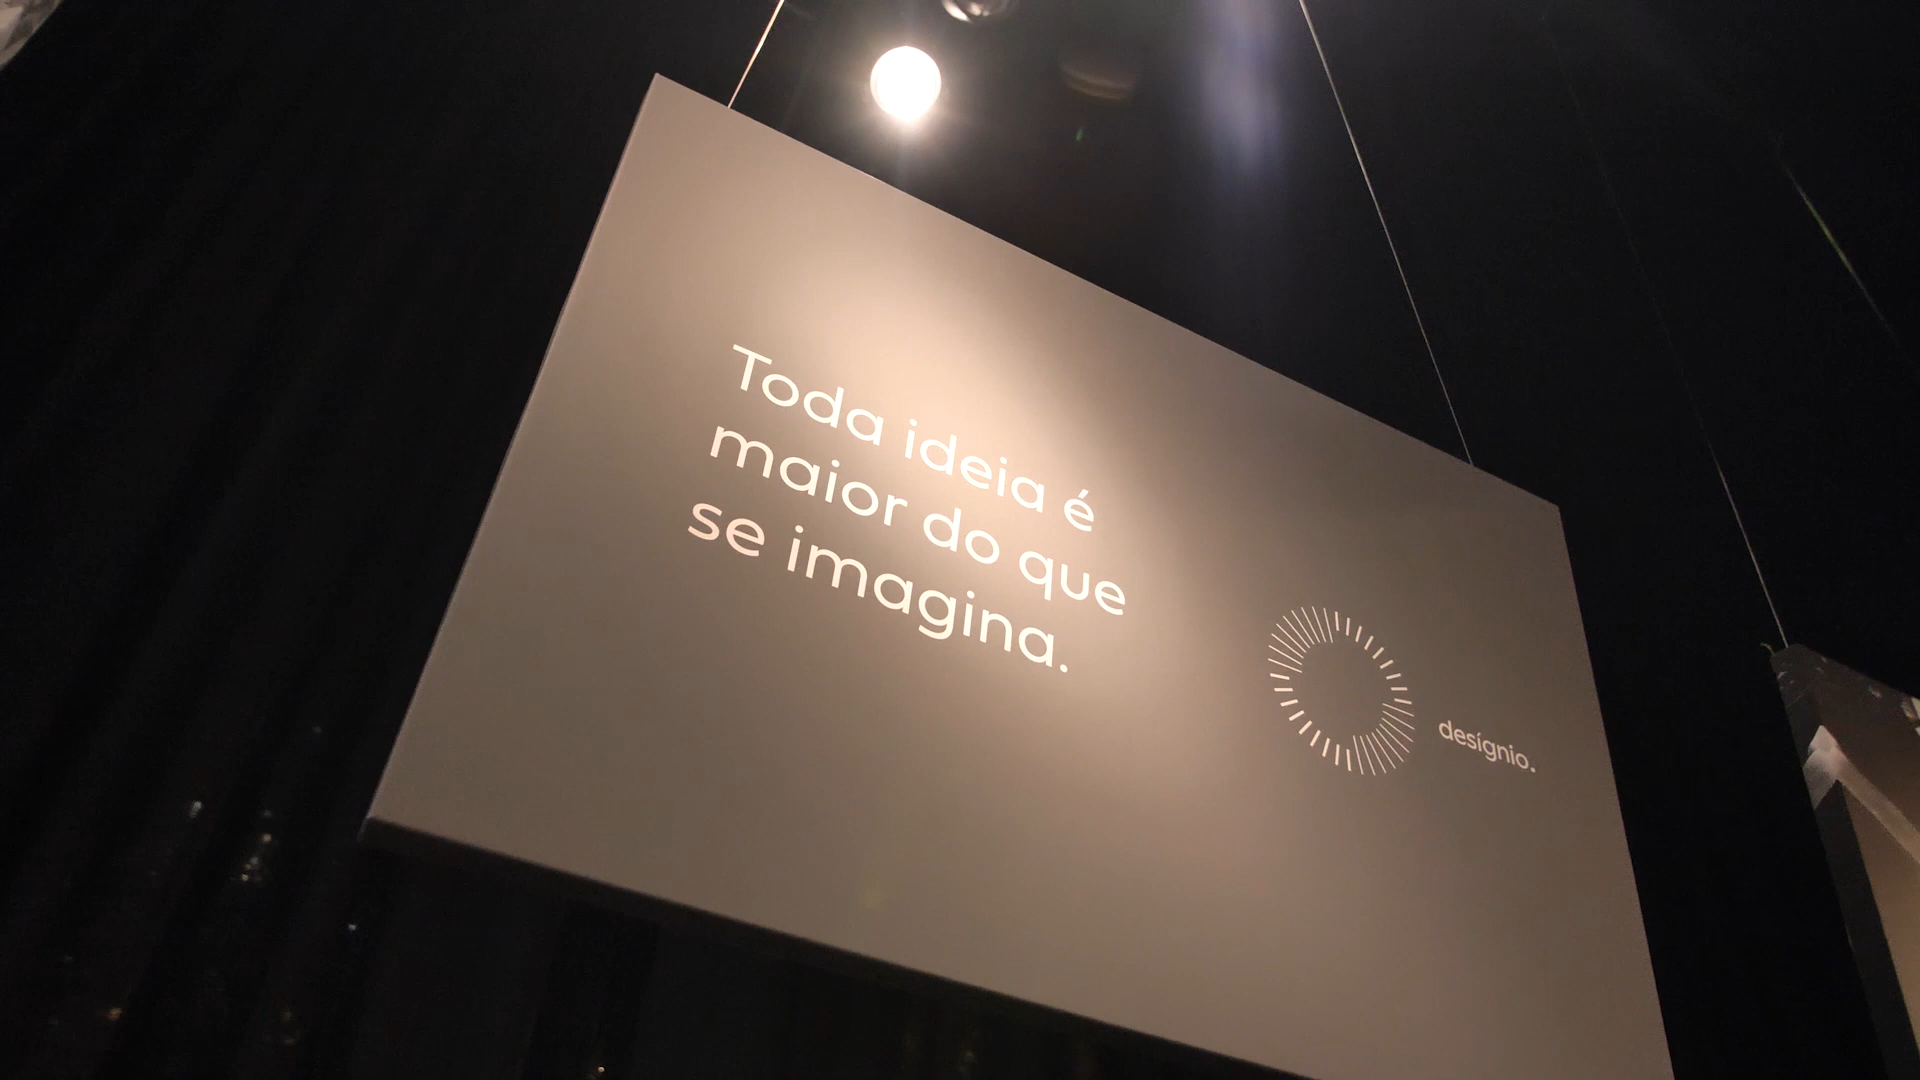 Toda ideia é
maior do que
se imagina.
desígnio.